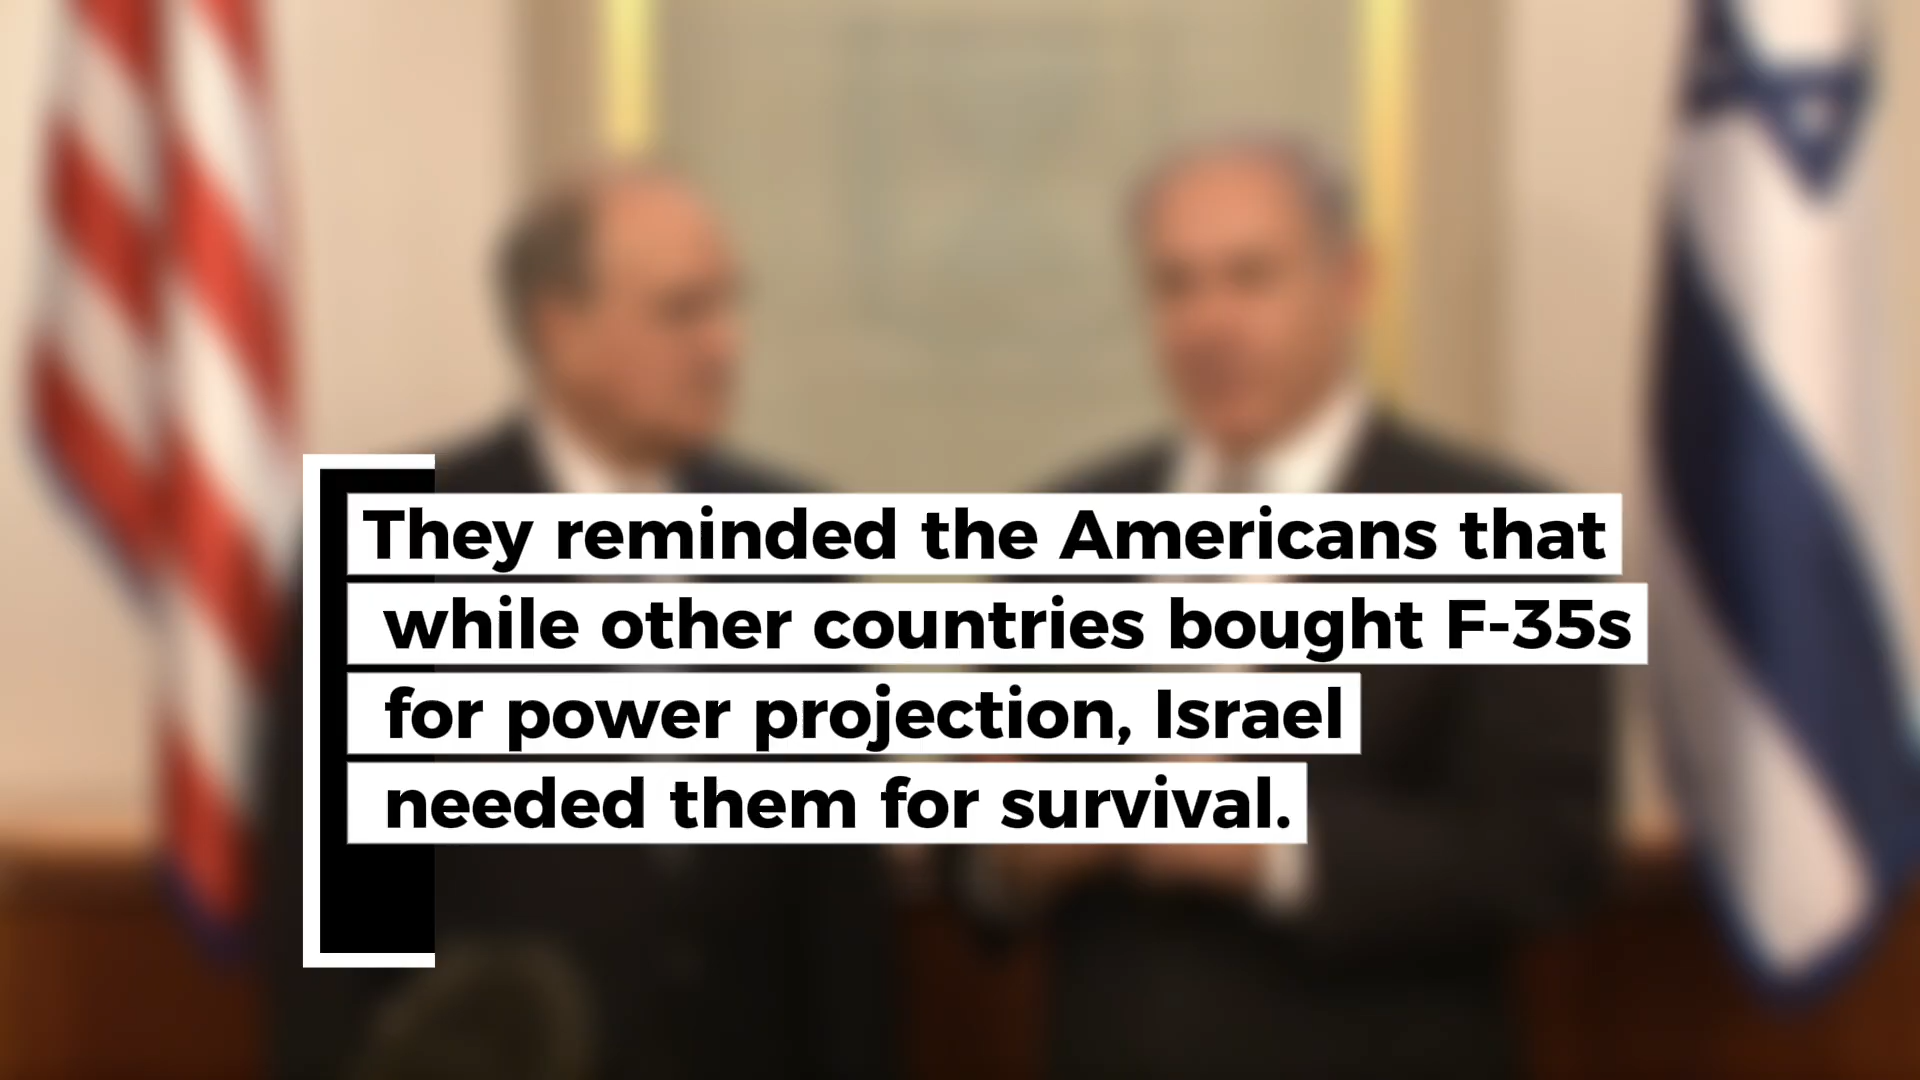 They reminded the Americans that
while other countries bought F-35s
for power projection, Israel
needed them for survival.